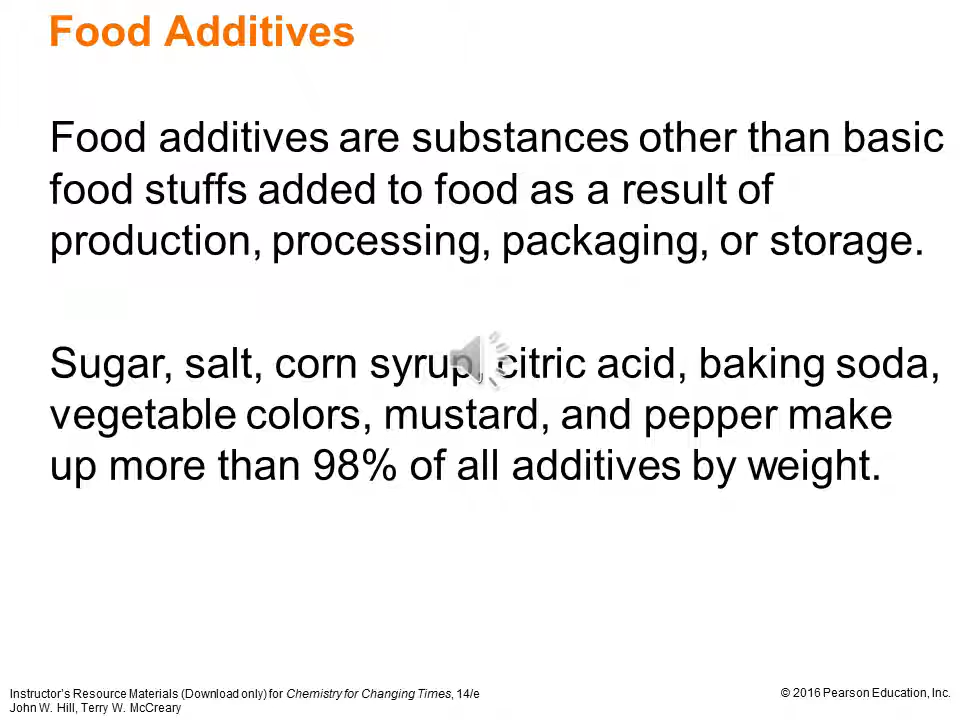 Food Additives
Food additives are substances other than basic
food stuffs added to food as a result of
production, processing, packaging, or storage.
Sugar, salt, corn syrup, citric acid, baking soda,
vegetable colors, mustard, and pepper make
up more than 98% of all additives by weight.
Instructor's Resource Materials (Download only) for Chemistry for Changing Times, 14/e
John W. Hill, Terry W. McCreary
© 2016 Pearson Education, Inc.